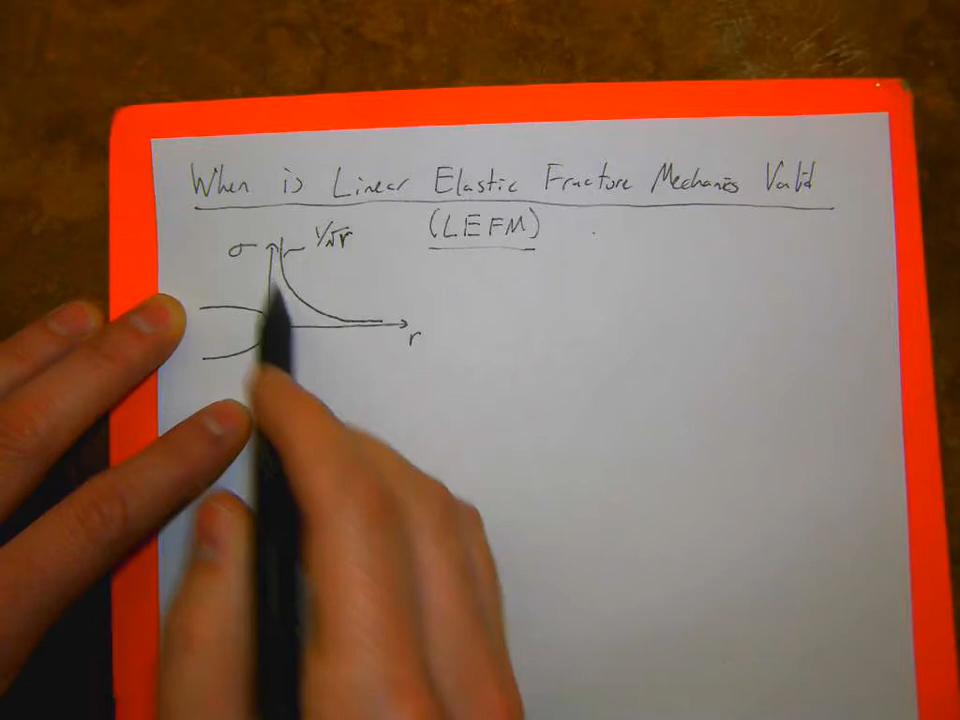 When is Linear Elastic Fracture Mechanics Valid
(LEFM)
σ 1/√r
r